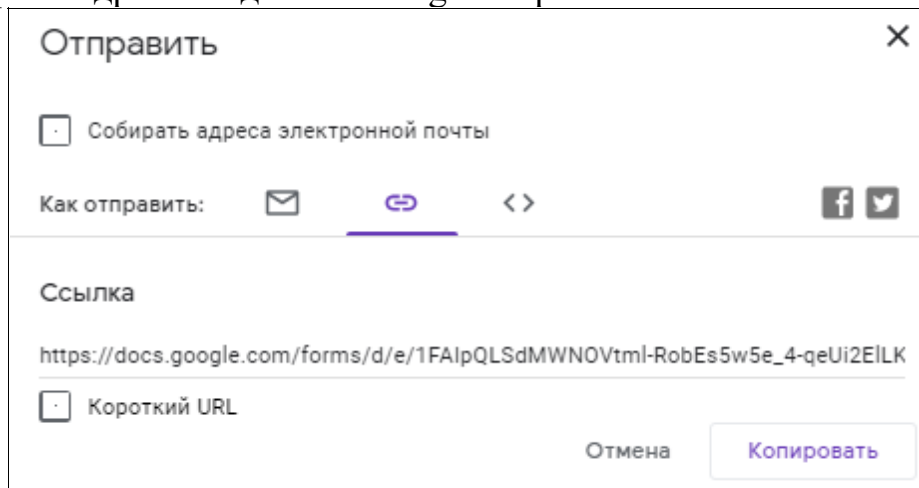 Отправить
Собирать адреса электронной почты
Как отправить:
Ссылка
https://docs.google.com/forms/d/e/1FAIpQLSdMWNOVtml-RobEs5w5e_4-qeUi2ElLK
Короткий URL
Отмена Копировать